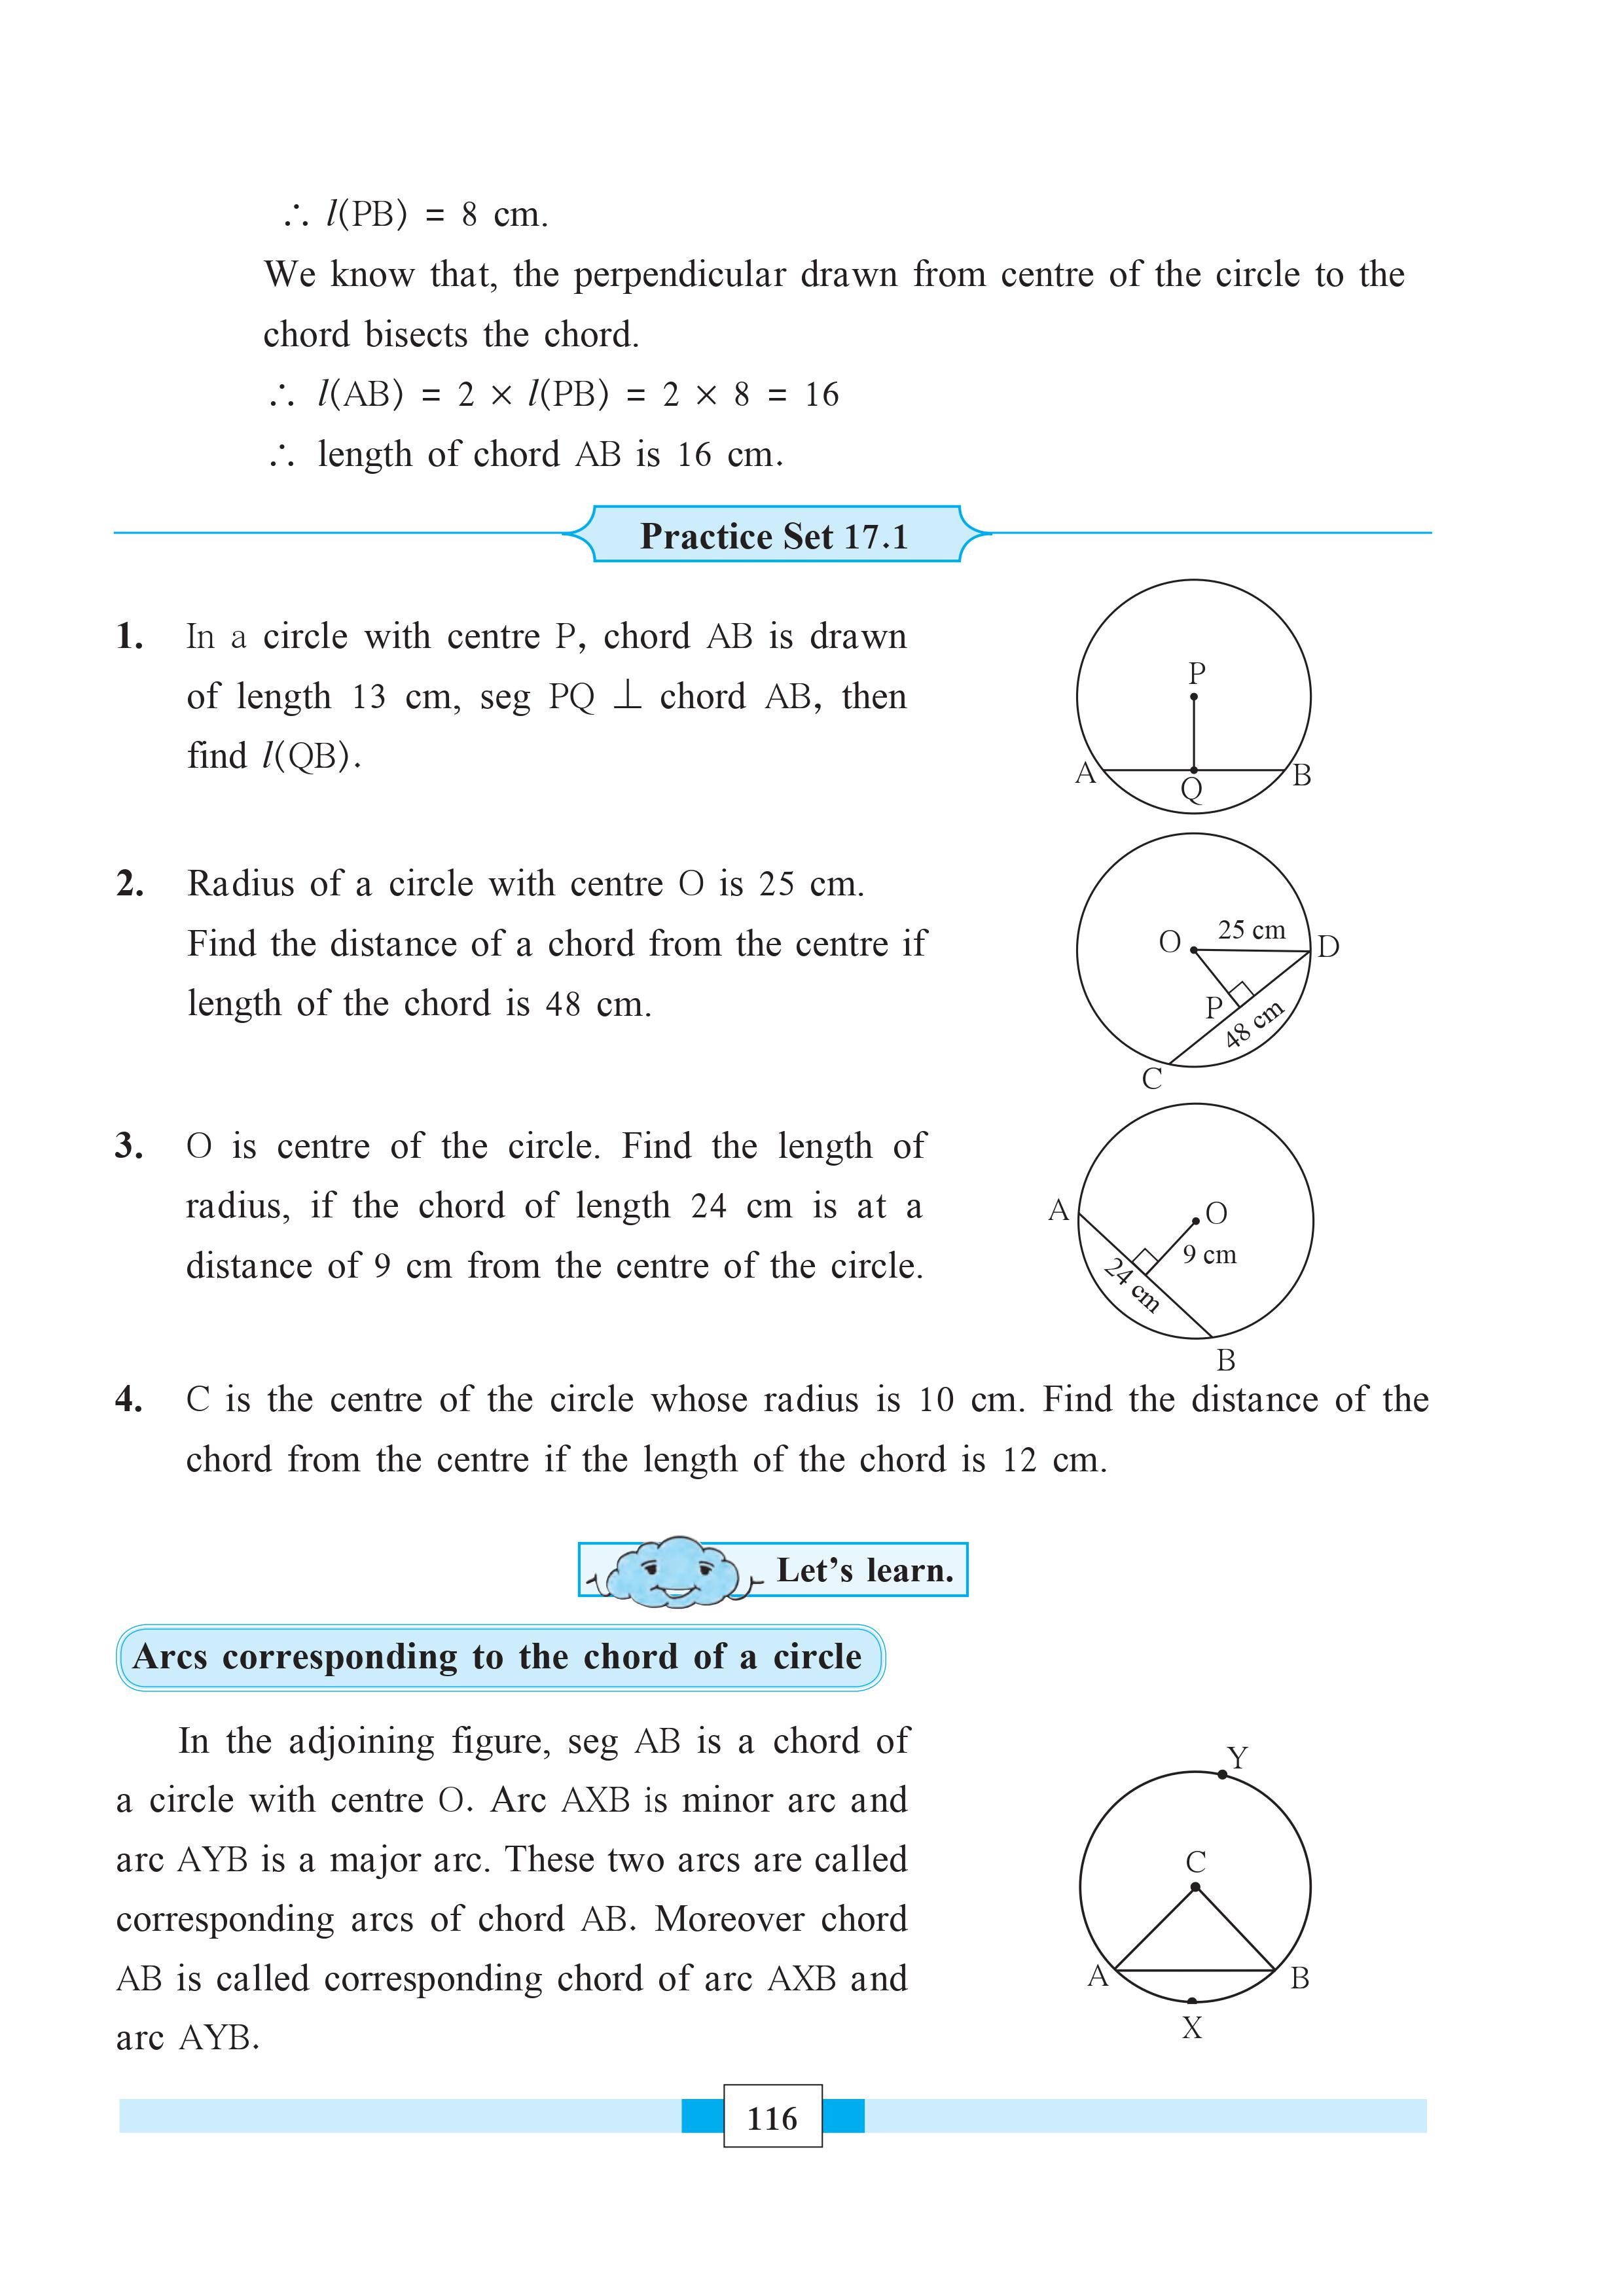 ∴ l(PB) = 8 cm.
We know that, the perpendicular drawn from centre of the circle to the
chord bisects the chord.
∴ l(AB) = 2 × l(PB) = 2 × 8 = 16
∴ length of chord AB is 16 cm.
Practice Set 17.1
1. In a circle with centre P, chord AB is drawn
of length 13 cm, seg PQ ⊥ chord AB, then
find l(QB).
P
A
Q
B
2. Radius of a circle with centre O is 25 cm.
Find the distance of a chord from the centre if
length of the chord is 48 cm.
O
25 cm
D
P
48 cm
C
3. O is centre of the circle. Find the length of
radius, if the chord of length 24 cm is at a
distance of 9 cm from the centre of the circle.
A
O
9 cm
24 cm
B
4. C is the centre of the circle whose radius is 10 cm. Find the distance of the
chord from the centre if the length of the chord is 12 cm.
Let's learn.
Arcs corresponding to the chord of a circle
In the adjoining figure, seg AB is a chord of
a circle with centre O. Arc AXB is minor arc and
arc AYB is a major arc. These two arcs are called
corresponding arcs of chord AB. Moreover chord
AB is called corresponding chord of arc AXB and
arc AYB.
Y
C
A
B
X
116